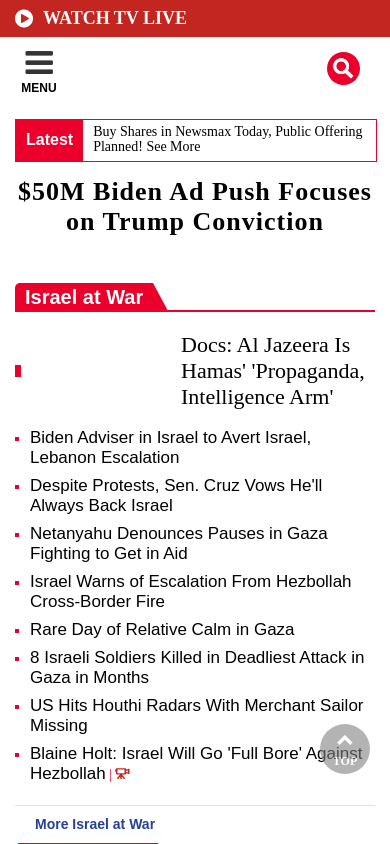 WATCH TV LIVE
MENU
Latest
Buy Shares in Newsmax Today, Public Offering
Planned! See More
$50M Biden Ad Push Focuses
on Trump Conviction
Israel at War
Docs: Al Jazeera Is
Hamas' 'Propaganda,
Intelligence Arm'
Biden Adviser in Israel to Avert Israel,
Lebanon Escalation
Despite Protests, Sen. Cruz Vows He'll
Always Back Israel
Netanyahu Denounces Pauses in Gaza
Fighting to Get in Aid
Israel Warns of Escalation From Hezbollah
Cross-Border Fire
Rare Day of Relative Calm in Gaza
8 Israeli Soldiers Killed in Deadliest Attack in
Gaza in Months
US Hits Houthi Radars With Merchant Sailor
Missing
Blaine Holt: Israel Will Go 'Full Bore' Against
Hezbollah |
TOP
More Israel at War